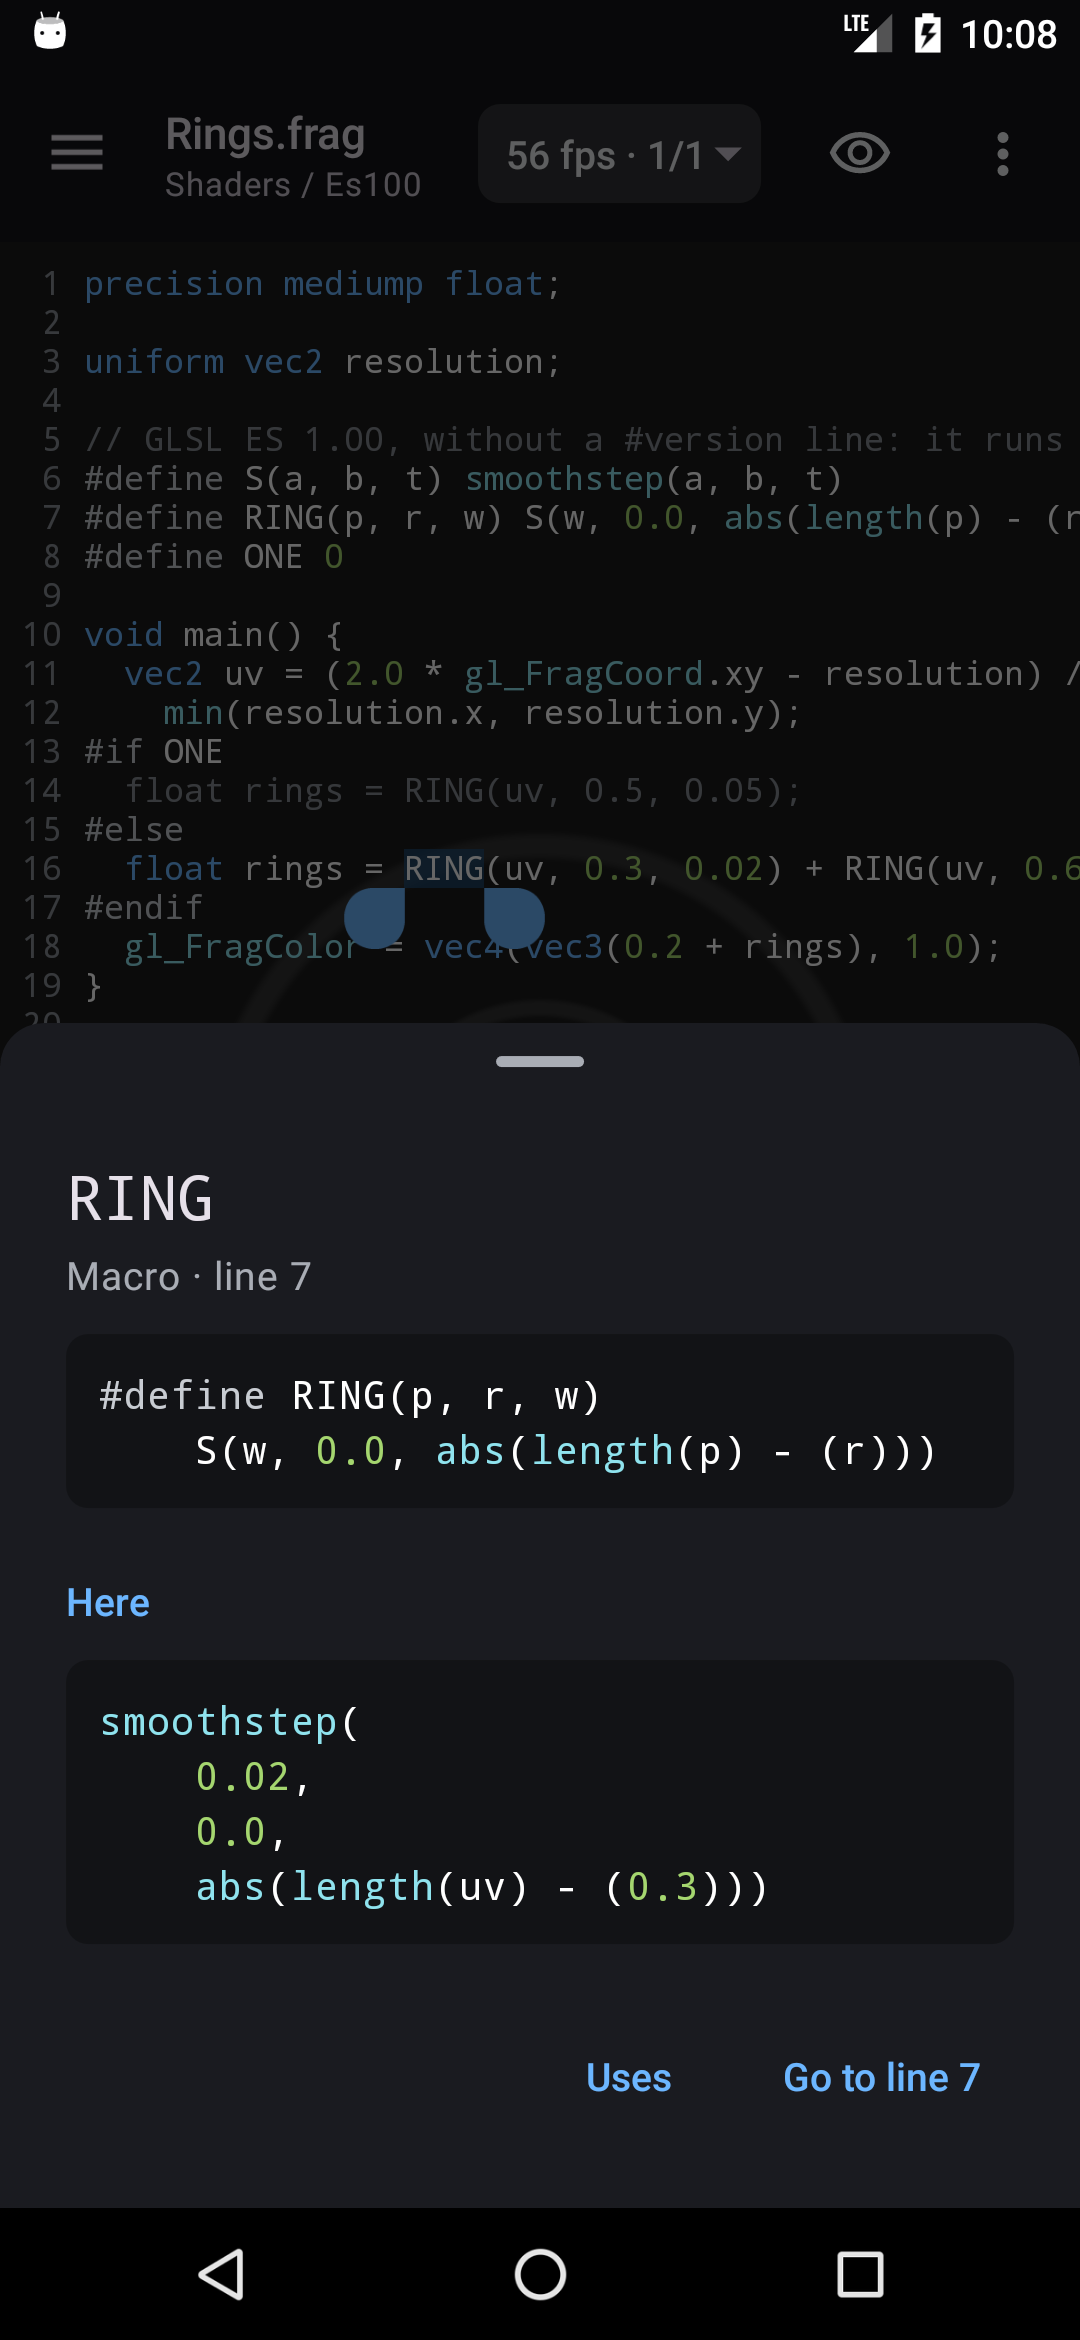 LTE 10:08
Rings.frag
Shaders / Es100
56 fps · 1/1
1 precision mediump float;
2
3 uniform vec2 resolution;
4
5 // GLSL ES 1.00, without a #version line: it runs
6 #define S(a, b, t) smoothstep(a, b, t)
7 #define RING(p, r, w) S(w, 0.0, abs(length(p) - (r
8 #define ONE 0
9
10 void main() {
11   vec2 uv = (2.0 * gl_FragCoord.xy - resolution) /
12     min(resolution.x, resolution.y);
13 #if ONE
14   float rings = RING(uv, 0.5, 0.05);
15 #else
16   float rings = RING(uv, 0.3, 0.02) + RING(uv, 0.6
17 #endif
18   gl_FragColor = vec4(vec3(0.2 + rings), 1.0);
19 }
20
RING
Macro · line 7
#define RING(p, r, w)
    S(w, 0.0, abs(length(p) - (r)))
Here
smoothstep(
    0.02,
    0.0,
    abs(length(uv) - (0.3)))
Uses
Go to line 7